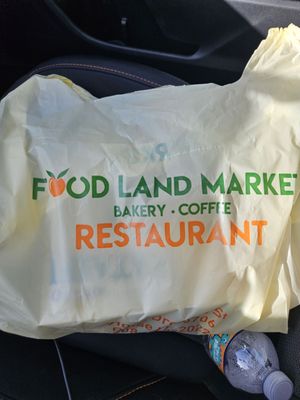 FOOD LAND MARKET
BAKERY · COFFEE
RESTAURANT